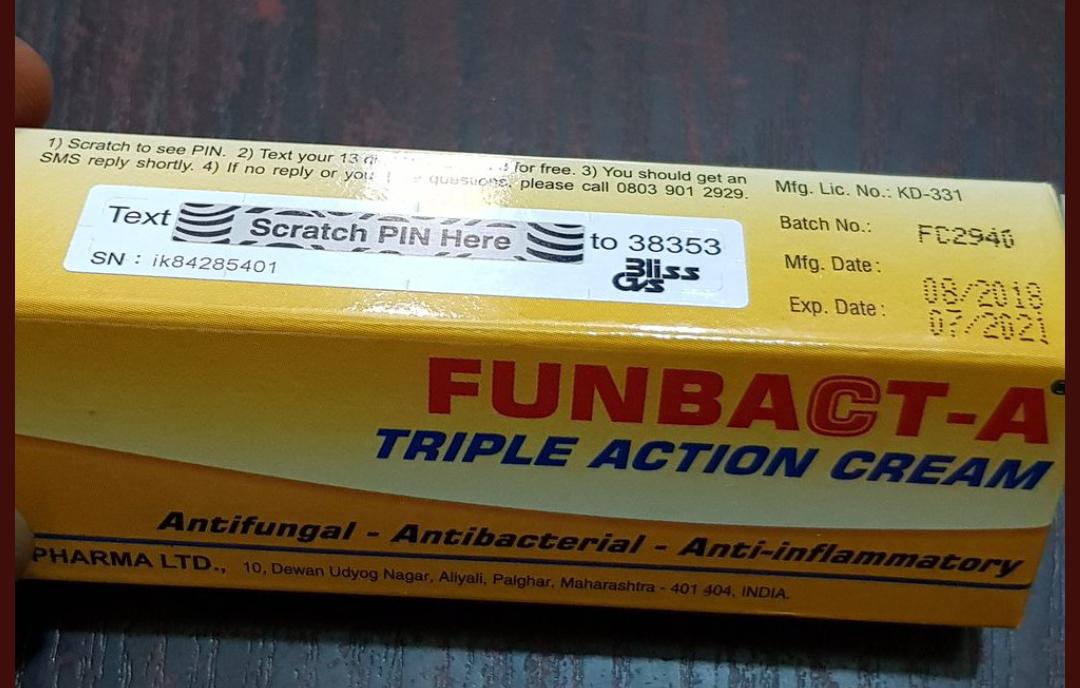 1) Scratch to see PIN. 2) Text your 13 for free. 3) You should get an
SMS reply shortly. 4) If no reply or you questions, please call 0803 901 2929.
Text Scratch PIN Here to 38353
SN : ik84285401
Bliss
GVS
Mfg. Lic. No.: KD-331
Batch No.: FC2940
Mfg. Date: 08/2018
Exp. Date: 07/2021
FUNBACT-A
TRIPLE ACTION CREAM
Antifungal - Antibacterial - Anti-inflammatory
PHARMA LTD., 10, Dewan Udyog Nagar, Aliyali, Palghar, Maharashtra - 401 404, INDIA.